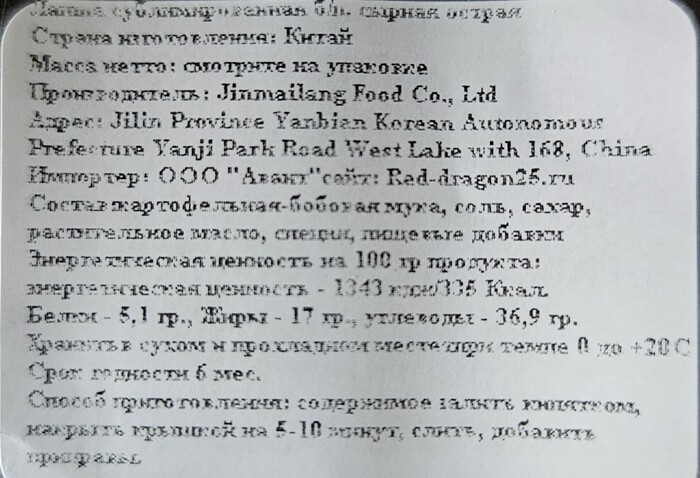 Лапша сублимированная б/п. сырная острая
Страна изготовления: Китай
Масса нетто: смотрите на упаковке
Производитель: Jinmailang Food Co., Ltd
Адрес: Jilin Province Yanbian Korean Autonomous
Prefecture Yanji Park Road West Lake with 168, China
Импортер: ООО "Авант"сайт: Red-dragon25.ru
Состав:картофельная-бобовая мука, соль, сахар,
растительное масло, специи, пищевые добавки
Энергетическая ценность на 100 гр продукта:
энергетическая ценность - 1343 кдж/335 Ккал.
Белки - 5,1 гр., Жиры - 17 гр., углеводы - 36,9 гр.
Хранить в сухом и прохладном месте при темпе 0 до +20 С
Срок годности 6 мес.
Способ приготовления: содержимое залить кипятком,
накрыть крышкой на 5-10 минут, слить, добавить
приправы.